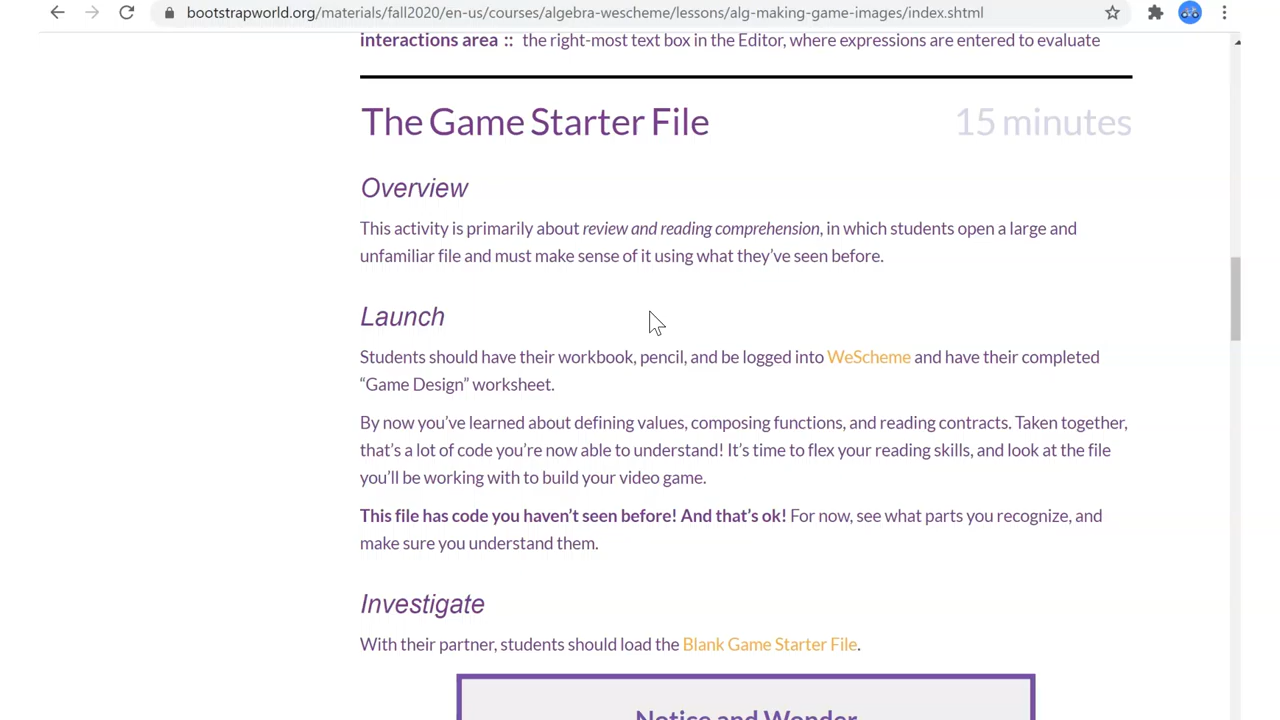 bootstrapworld.org/materials/fall2020/en-us/courses/algebra-wescheme/lessons/alg-making-game-images/index.shtml
interactions area :: the right-most text box in the Editor, where expressions are entered to evaluate
The Game Starter File 15 minutes
Overview
This activity is primarily about review and reading comprehension, in which students open a large and
unfamiliar file and must make sense of it using what they’ve seen before.
Launch
Students should have their workbook, pencil, and be logged into WeScheme and have their completed
“Game Design” worksheet.
By now you’ve learned about defining values, composing functions, and reading contracts. Taken together,
that’s a lot of code you’re now able to understand! It’s time to flex your reading skills, and look at the file
you’ll be working with to build your video game.
This file has code you haven’t seen before! And that’s ok! For now, see what parts you recognize, and
make sure you understand them.
Investigate
With their partner, students should load the Blank Game Starter File.
Notice and Wonder